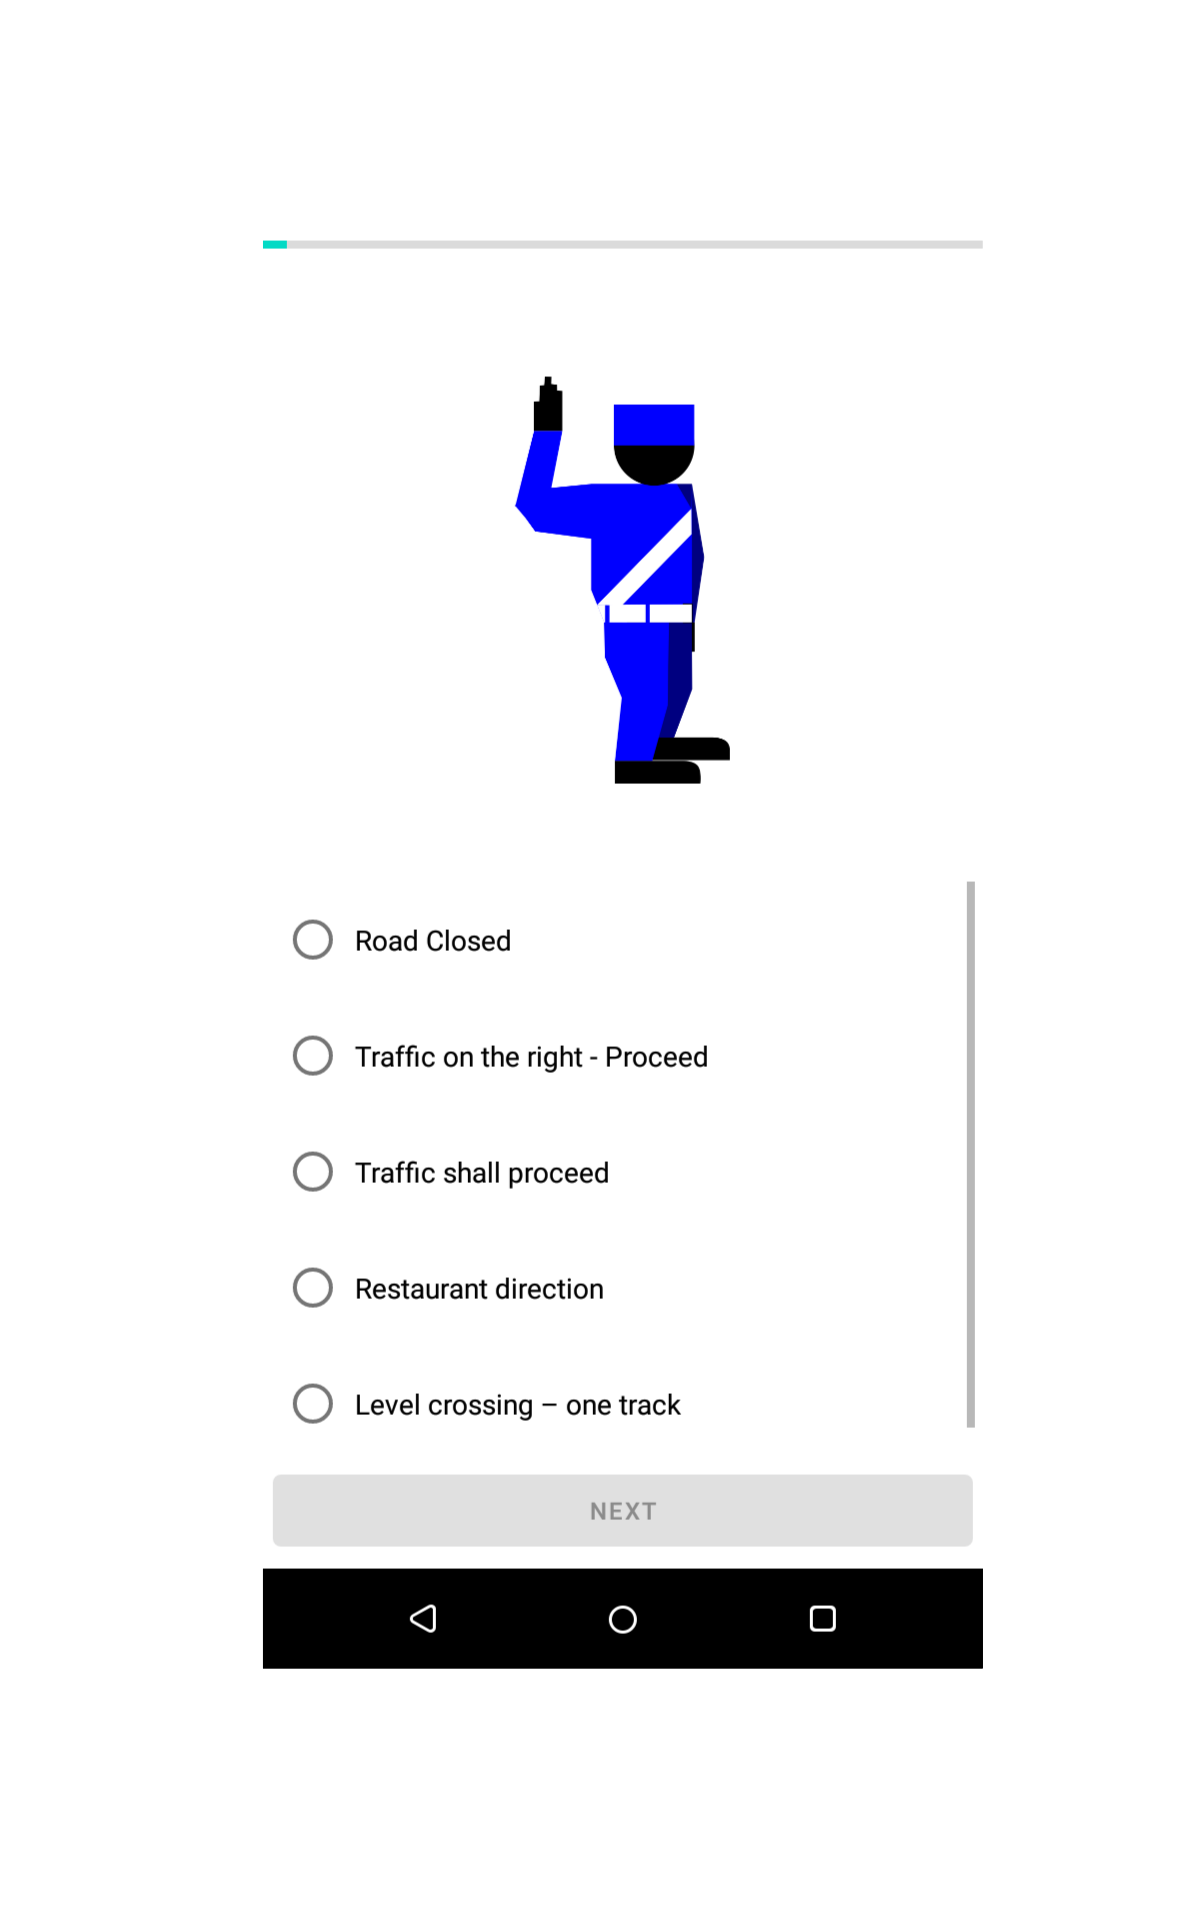 Road Closed
Traffic on the right - Proceed
Traffic shall proceed
Restaurant direction
Level crossing – one track
NEXT